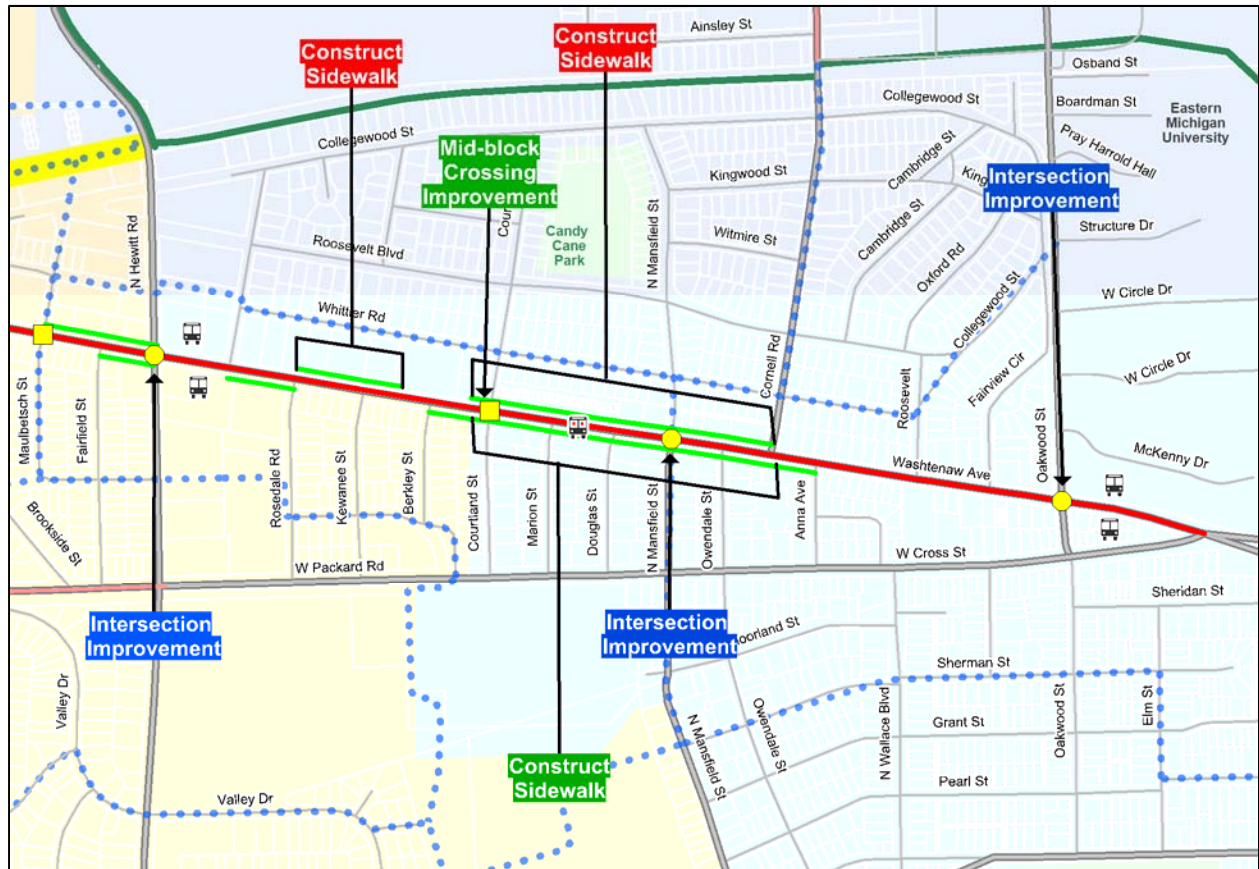 Ainsley St
Construct
Sidewalk
Construct
Sidewalk
Osband St
Boardman St
Eastern
Michigan
University
Collegewood St
Collegewood St
Pray Harrold Hall
Cambridge St
Mid-block
Crossing
Improvement
Kingwood St
Intersection
Improvement
Cambridge St
Structure Dr
N Hewitt Rd
Roosevelt Blvd
Candy
Cane
Park
N Mansfield St
Witmire St
Oxford Rd
Collegewood St
W Circle Dr
Whittier Rd
Cornell Rd
Roosevelt
Fairview Cir
W Circle Dr
Maulbetsch St
Fairfield St
Oakwood St
McKenny Dr
Washtenaw Ave
Rosedale Rd
Kewanee St
Berkley St
Courtland St
Marion St
Douglas St
N Mansfield St
Owendale St
Anna Ave
Brookside St
W Cross St
W Packard Rd
Sheridan St
Intersection
Improvement
Intersection
Improvement
Sherman St
Valley Dr
N Mansfield St
Owendale St
N Wallace Blvd
Grant St
Oakwood St
Elm St
Construct
Sidewalk
Pearl St
Valley Dr